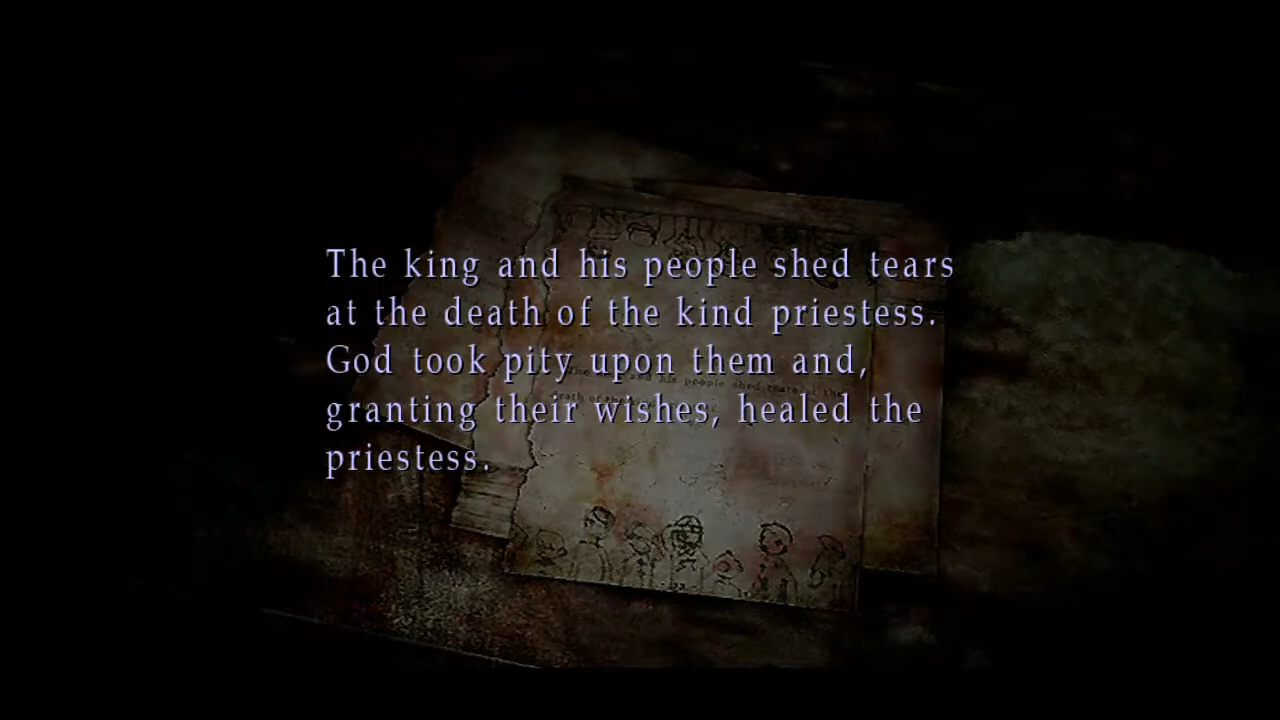 The king and his people shed tears
at the death of the kind priestess.
God took pity upon them and,
granting their wishes, healed the
priestess.